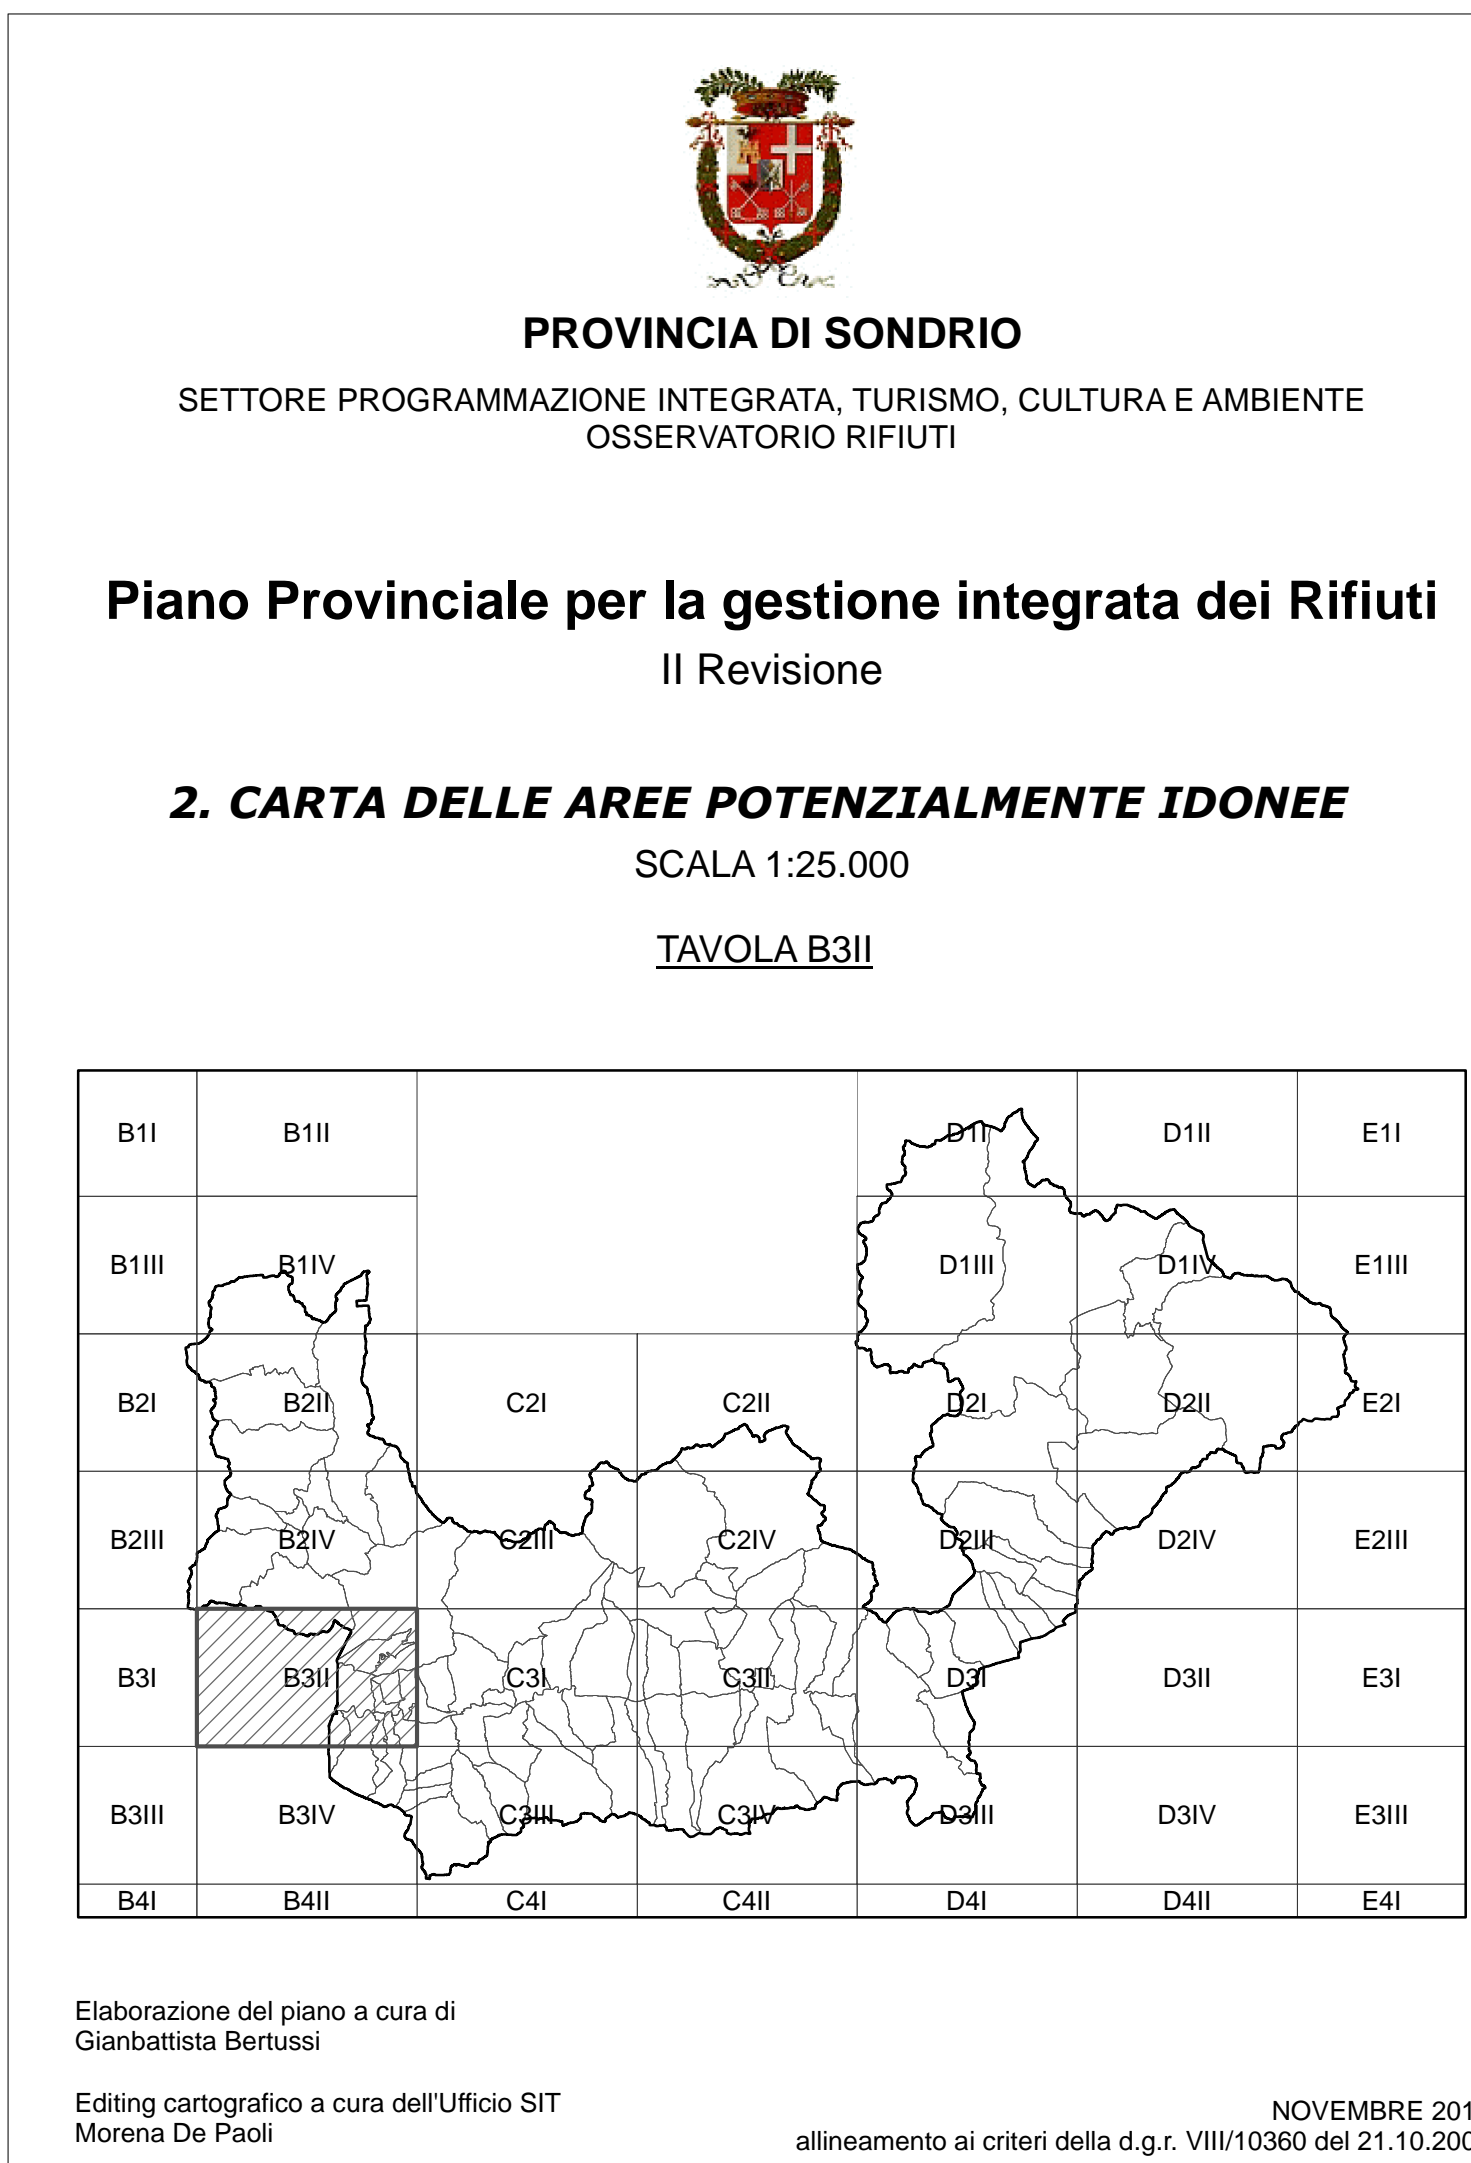 PROVINCIA DI SONDRIO
SETTORE PROGRAMMAZIONE INTEGRATA, TURISMO, CULTURA E AMBIENTE
OSSERVATORIO RIFIUTI
Piano Provinciale per la gestione integrata dei Rifiuti
II Revisione
2. CARTA DELLE AREE POTENZIALMENTE IDONEE
SCALA 1:25.000
TAVOLA B3II
B1I B1II D1I D1II E1I
B1III B1IV D1III D1IV E1III
B2I B2II C2I C2II D2I D2II E2I
B2III B2IV C2III C2IV D2III D2IV E2III
B3I B3II C3I C3II D3I D3II E3I
B3III B3IV C3III C3IV D3III D3IV E3III
B4I B4II C4I C4II D4I D4II E4I
Elaborazione del piano a cura di
Gianbattista Bertussi
Editing cartografico a cura dell'Ufficio SIT
Morena De Paoli
NOVEMBRE 201
allineamento ai criteri della d.g.r. VIII/10360 del 21.10.200